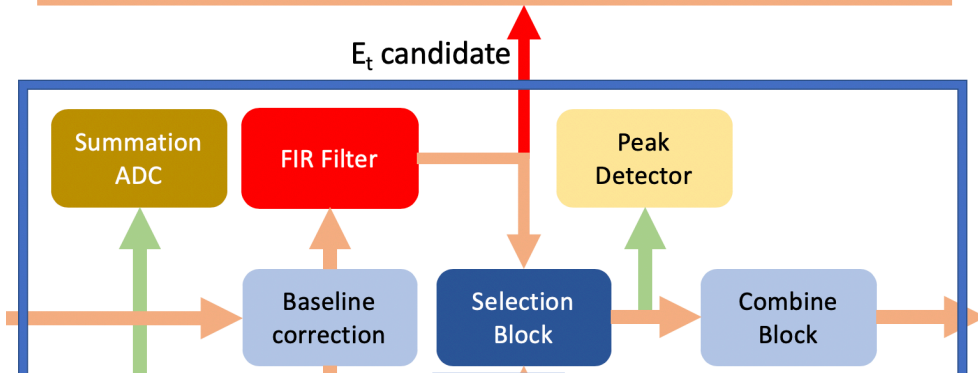 Et candidate
Summation
ADC
FIR Filter
Peak
Detector
Baseline
correction
Selection
Block
Combine
Block